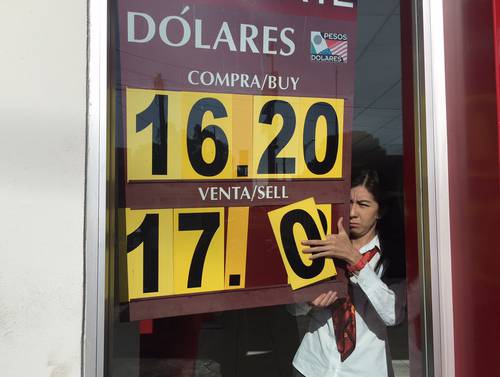 DÓLARES
PESOS
DOLARES
COMPRA/BUY
16.20
VENTA/SELL
17.0